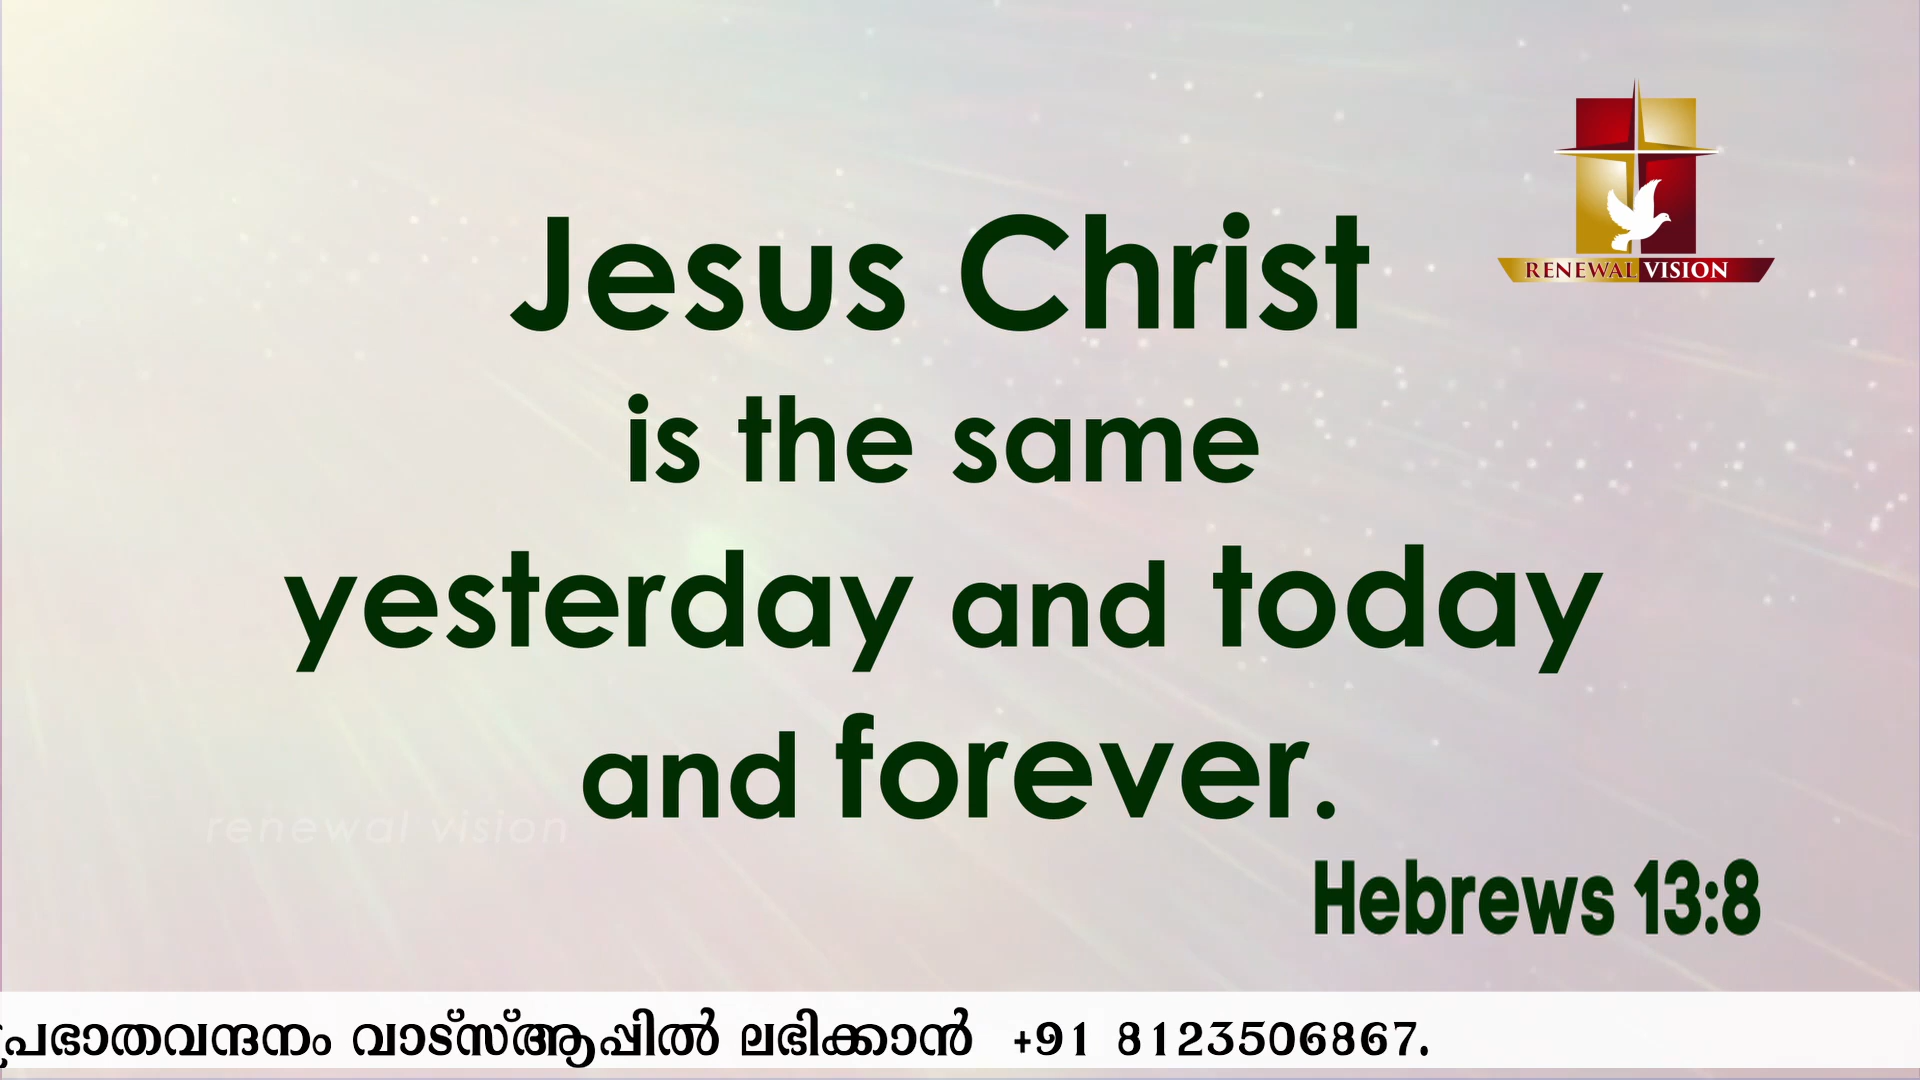 RENEWAL VISION
Jesus Christ
is the same
yesterday and today
and forever.
renewal vision
Hebrews 13:8
പ്രഭാതവന്ദനം വാട്സ്ആപ്പിൽ ലഭിക്കാൻ +91 8123506867.